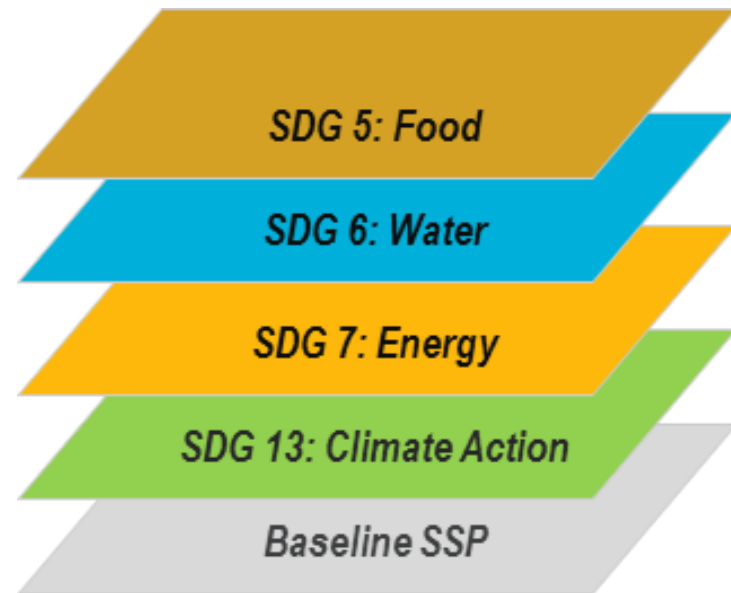 SDG 5: Food
SDG 6: Water
SDG 7: Energy
SDG 13: Climate Action
Baseline SSP